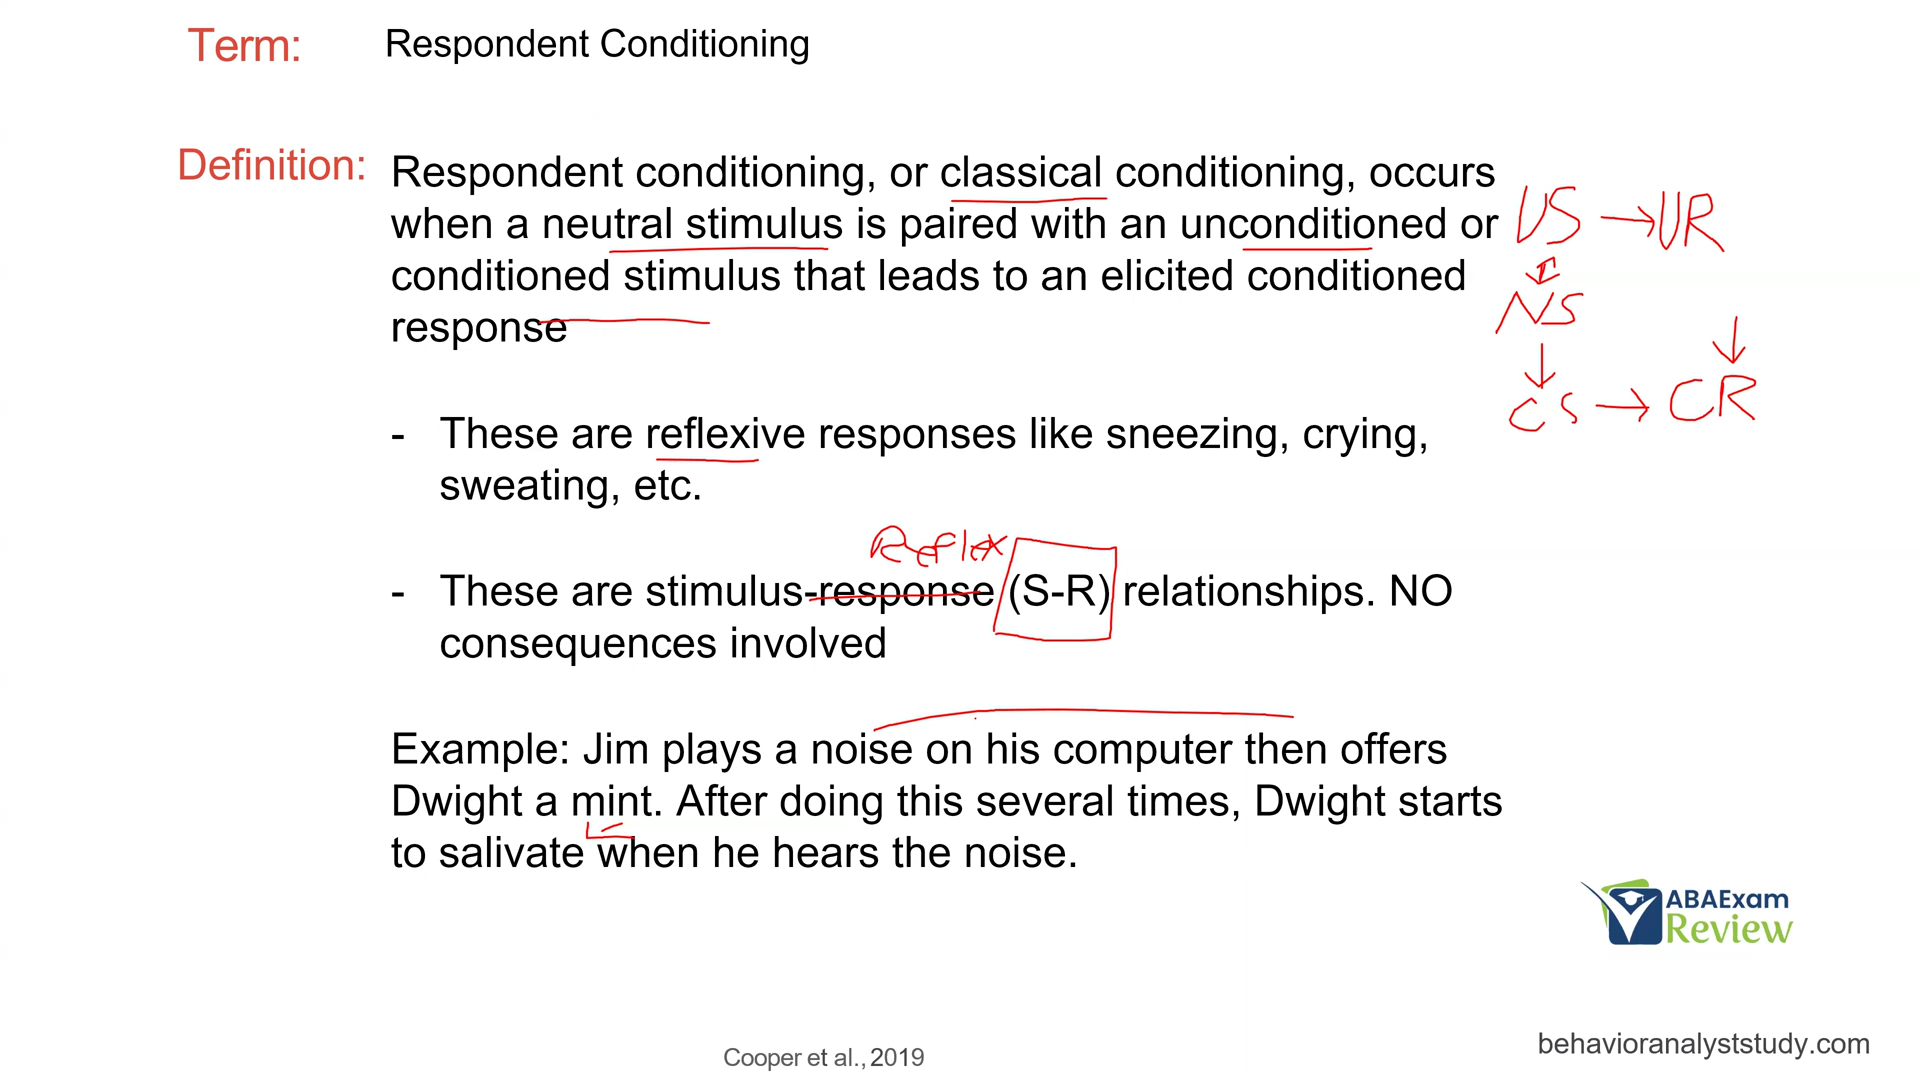 Term: Respondent Conditioning
Definition: Respondent conditioning, or classical conditioning, occurs
when a neutral stimulus is paired with an unconditioned or
conditioned stimulus that leads to an elicited conditioned
response
US → UR
NS
CS → CR
- These are reflexive responses like sneezing, crying,
sweating, etc.
Reflex
- These are stimulus-response (S-R) relationships. NO
consequences involved
Example: Jim plays a noise on his computer then offers
Dwight a mint. After doing this several times, Dwight starts
to salivate when he hears the noise.
ABAExam
Review
Cooper et al., 2019
behavioranalyststudy.com